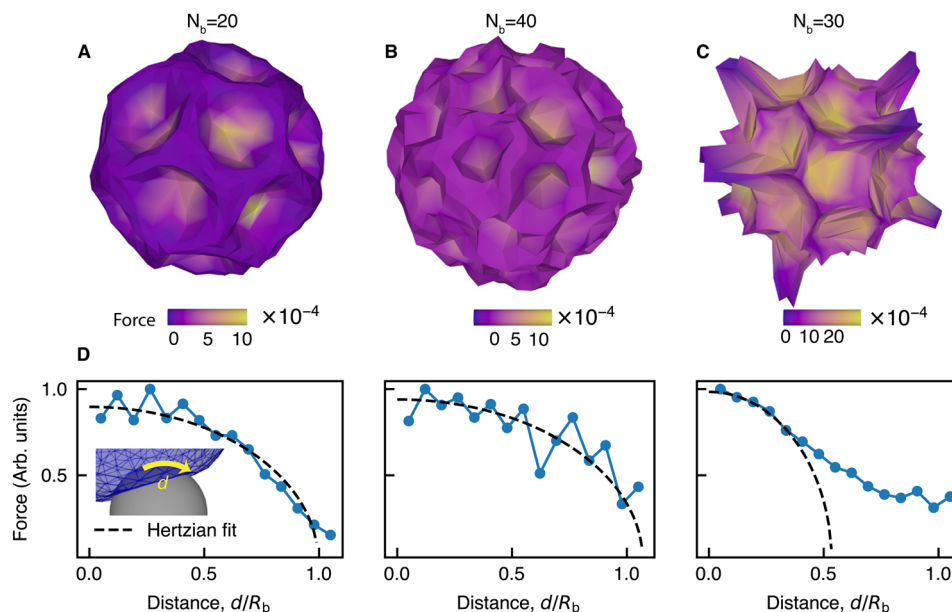 N_b=20 N_b=40 N_b=30
A B C
Force ×10⁻⁴ ×10⁻⁴ ×10⁻⁴
0 5 10 0 5 10 0 10 20
D
Force (Arb. units)
1.0
0.5
d
Hertzian fit
0.0 0.5 1.0 0.0 0.5 1.0 0.0 0.5 1.0
Distance, d/R_b Distance, d/R_b Distance, d/R_b